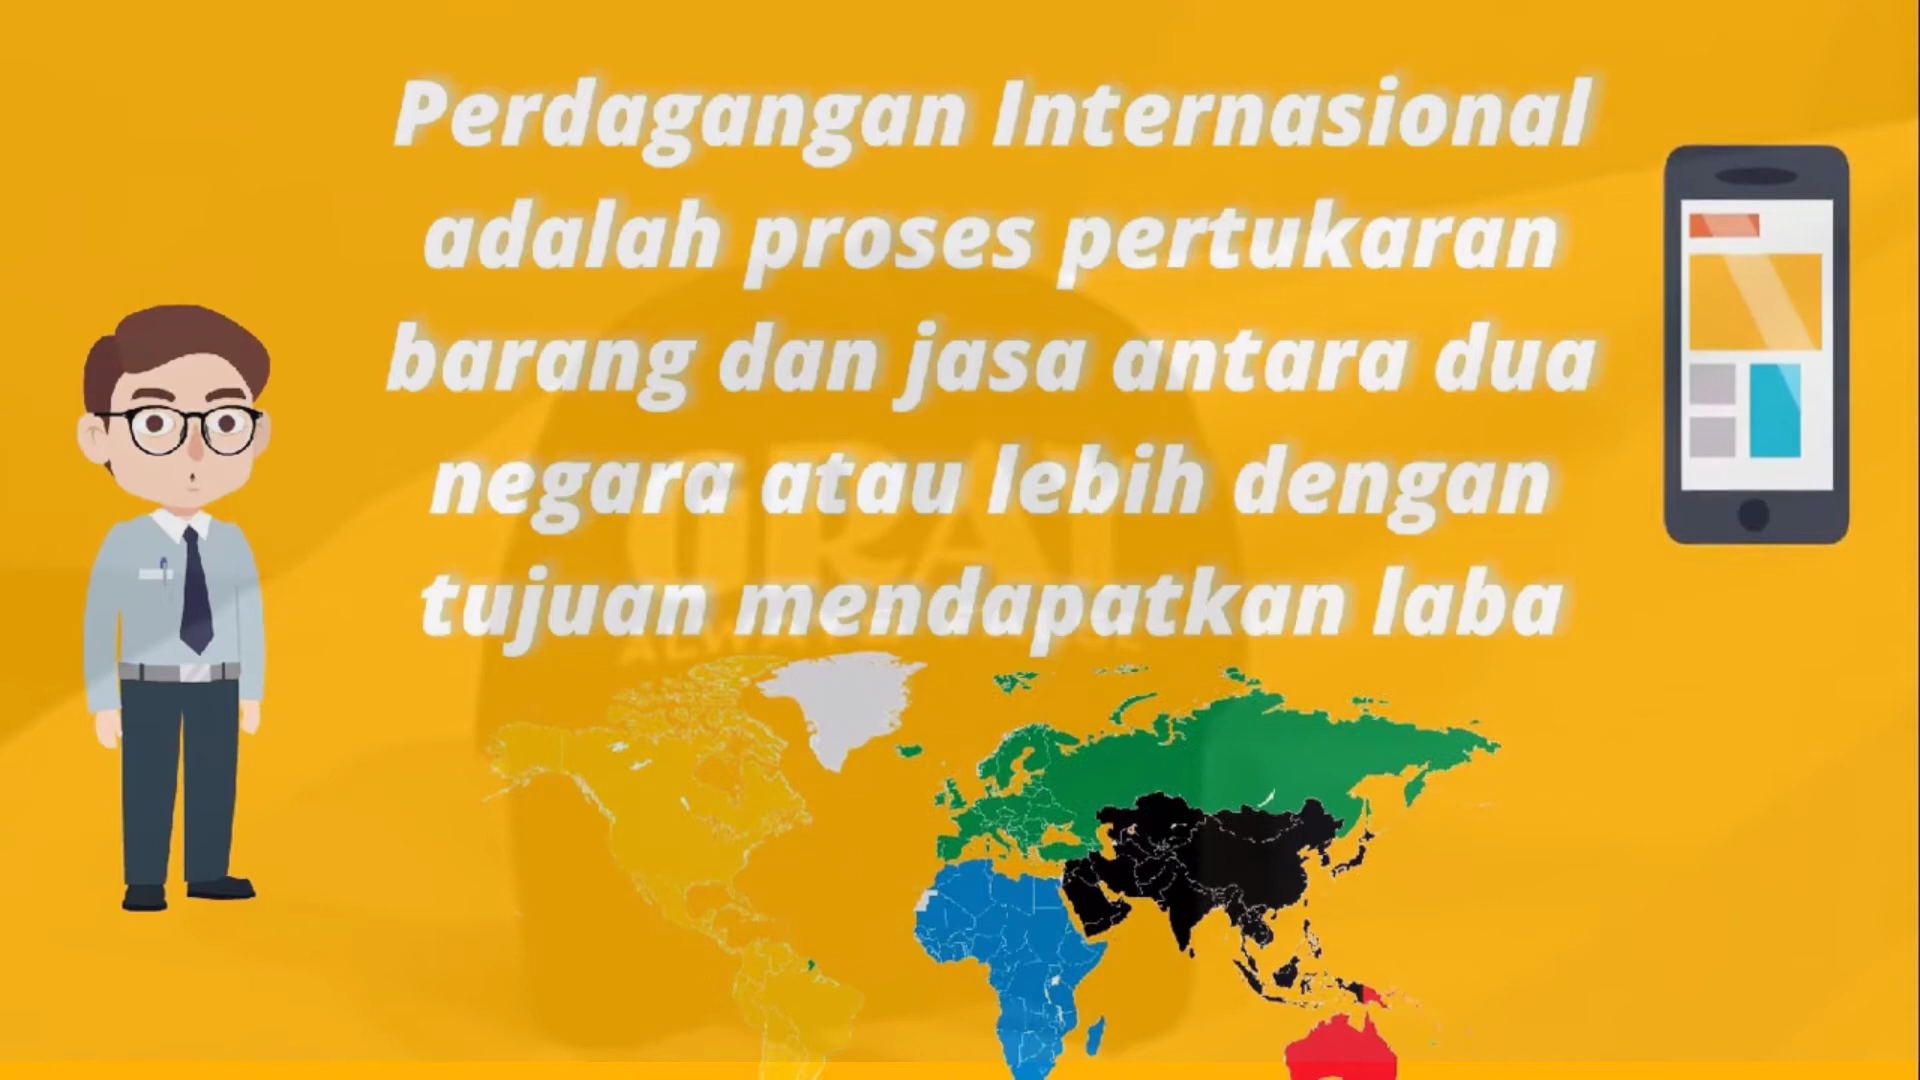 Perdagangan Internasional
adalah proses pertukaran
barang dan jasa antara dua
negara atau lebih dengan
tujuan mendapatkan laba